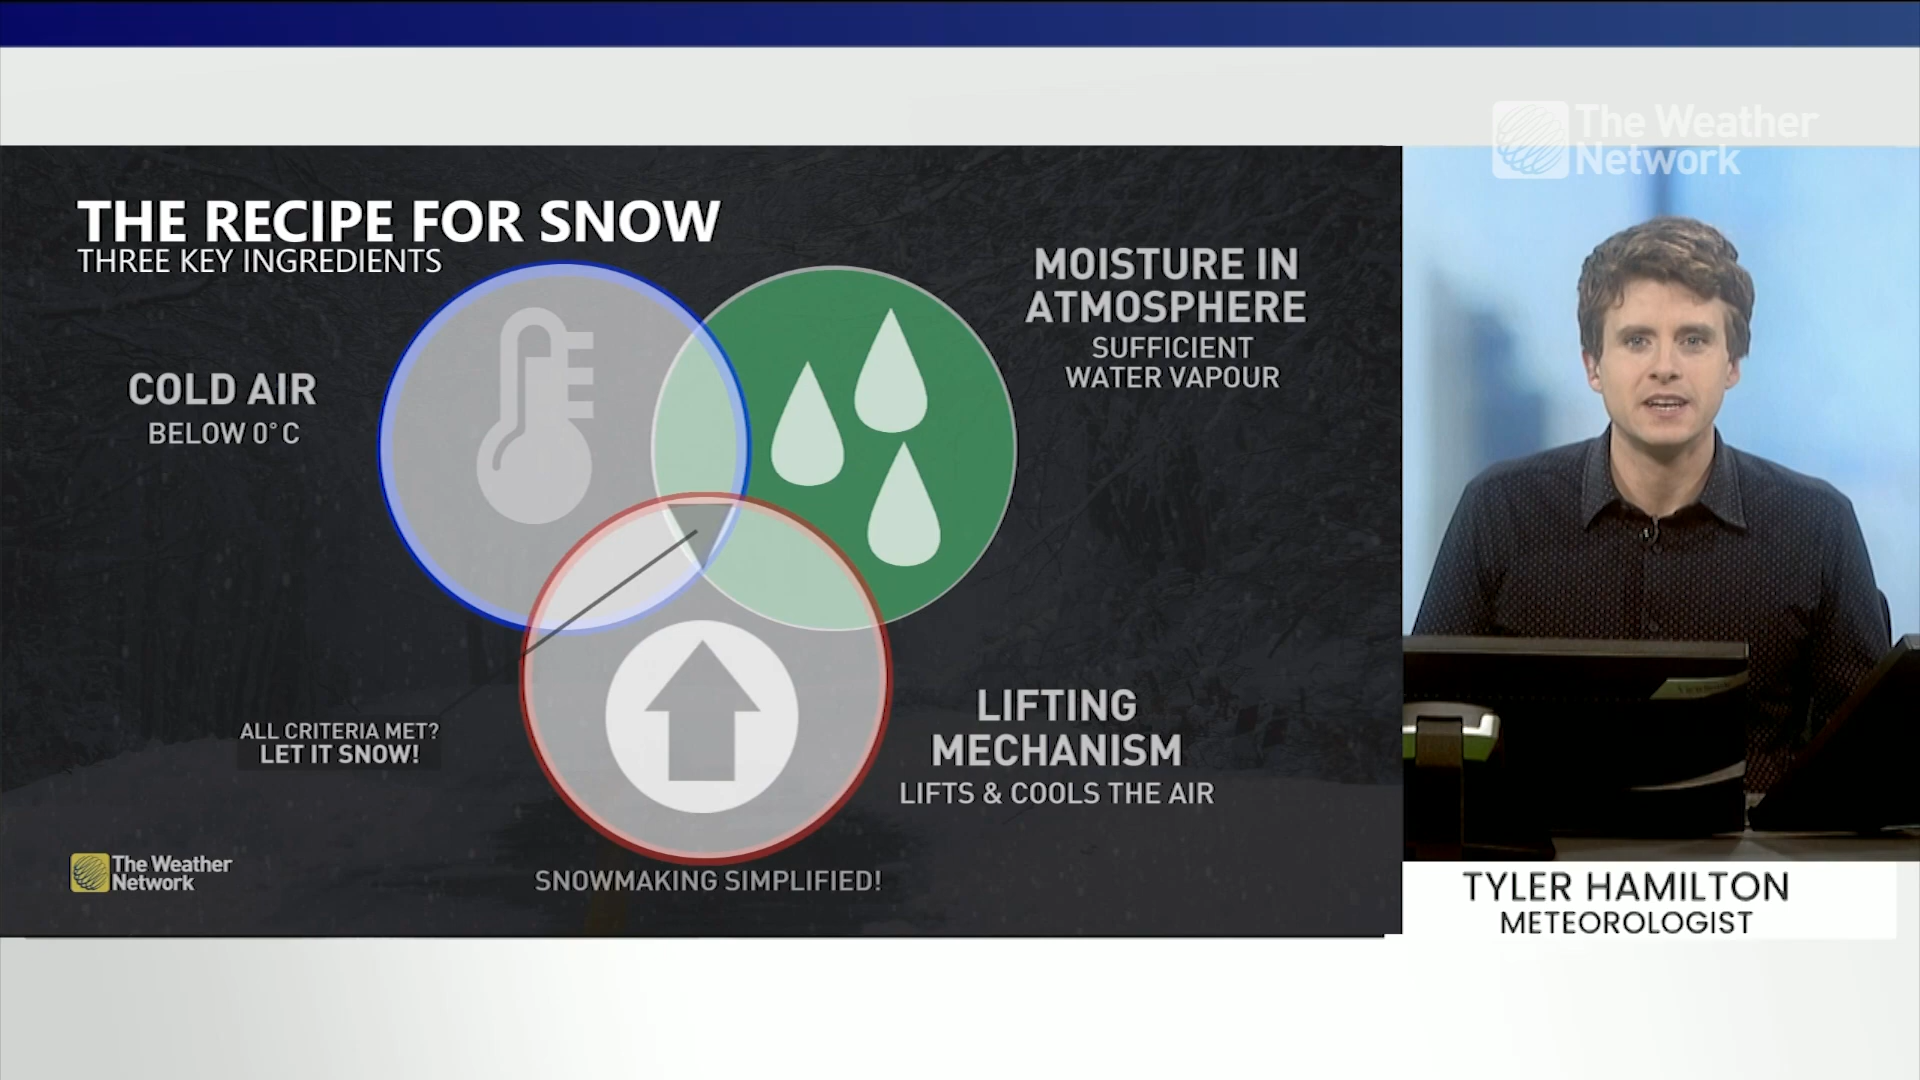 The Weather
Network
THE RECIPE FOR SNOW
THREE KEY INGREDIENTS
MOISTURE IN
ATMOSPHERE
SUFFICIENT
WATER VAPOUR
COLD AIR
BELOW 0° C
LIFTING
MECHANISM
LIFTS & COOLS THE AIR
ALL CRITERIA MET?
LET IT SNOW!
The Weather
Network
SNOWMAKING SIMPLIFIED!
TYLER HAMILTON
METEOROLOGIST